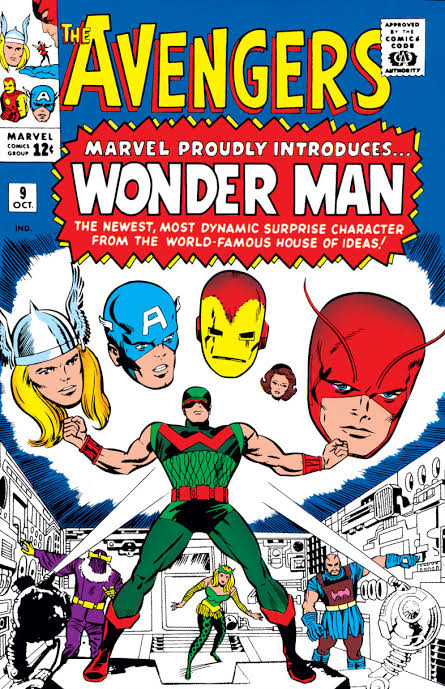 THE AVENGERS
APPROVED
BY THE
COMICS
CODE
CA
AUTHORITY
MARVEL
COMICS
GROUP 12¢
9
OCT.
IND.
MARVEL PROUDLY INTRODUCES...
WONDER MAN
THE NEWEST, MOST DYNAMIC SURPRISE CHARACTER
FROM THE WORLD-FAMOUS HOUSE OF IDEAS!
A